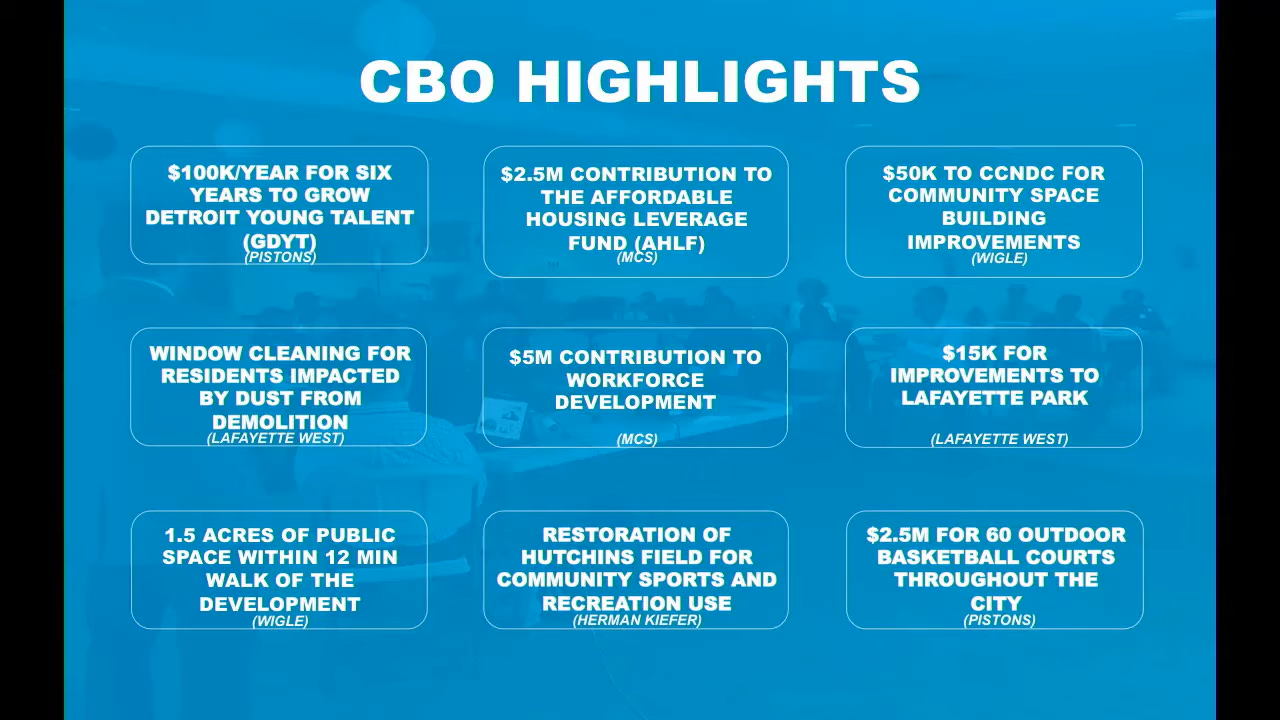 CBO HIGHLIGHTS
$100K/YEAR FOR SIX
YEARS TO GROW
DETROIT YOUNG TALENT
(GDYT)
(PISTONS)
$2.5M CONTRIBUTION TO
THE AFFORDABLE
HOUSING LEVERAGE
FUND (AHLF)
(MCS)
$50K TO CCNDC FOR
COMMUNITY SPACE
BUILDING
IMPROVEMENTS
(WIGLE)
WINDOW CLEANING FOR
RESIDENTS IMPACTED
BY DUST FROM
DEMOLITION
(LAFAYETTE WEST)
$5M CONTRIBUTION TO
WORKFORCE
DEVELOPMENT
(MCS)
$15K FOR
IMPROVEMENTS TO
LAFAYETTE PARK
(LAFAYETTE WEST)
1.5 ACRES OF PUBLIC
SPACE WITHIN 12 MIN
WALK OF THE
DEVELOPMENT
(WIGLE)
RESTORATION OF
HUTCHINS FIELD FOR
COMMUNITY SPORTS AND
RECREATION USE
(HERMAN KIEFER)
$2.5M FOR 60 OUTDOOR
BASKETBALL COURTS
THROUGHOUT THE
CITY
(PISTONS)